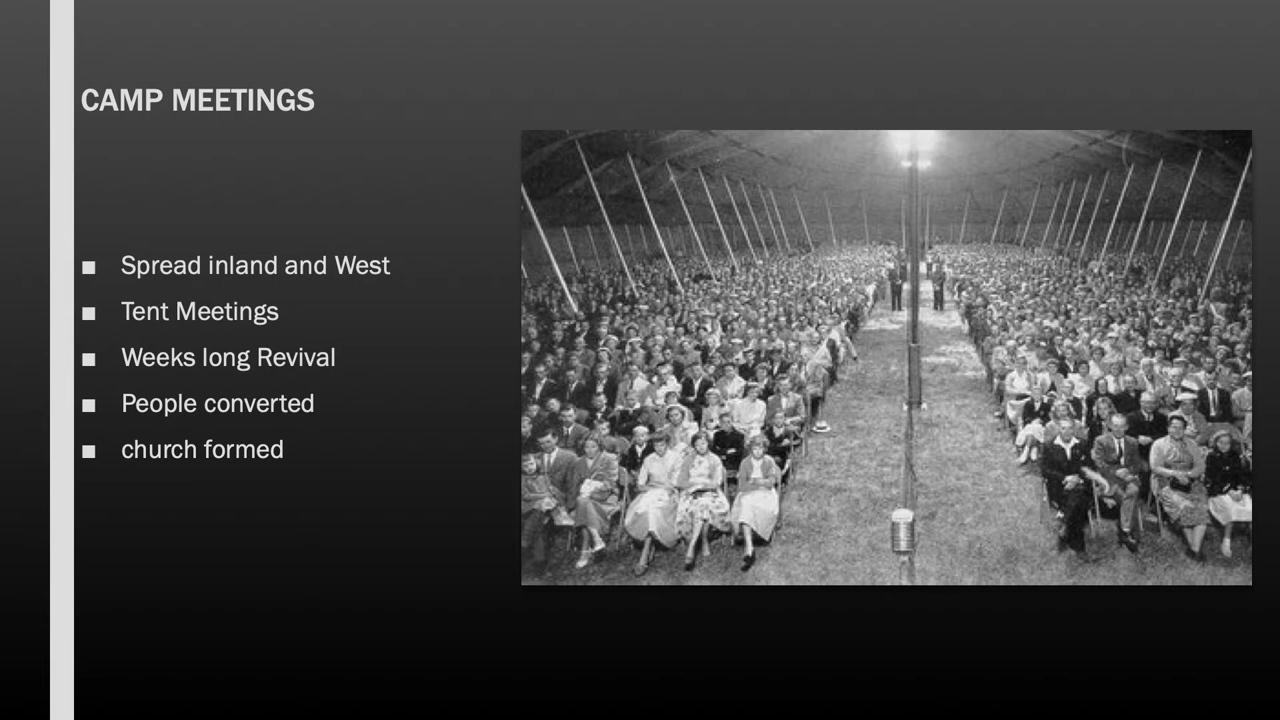 CAMP MEETINGS
■ Spread inland and West
■ Tent Meetings
■ Weeks long Revival
■ People converted
■ church formed